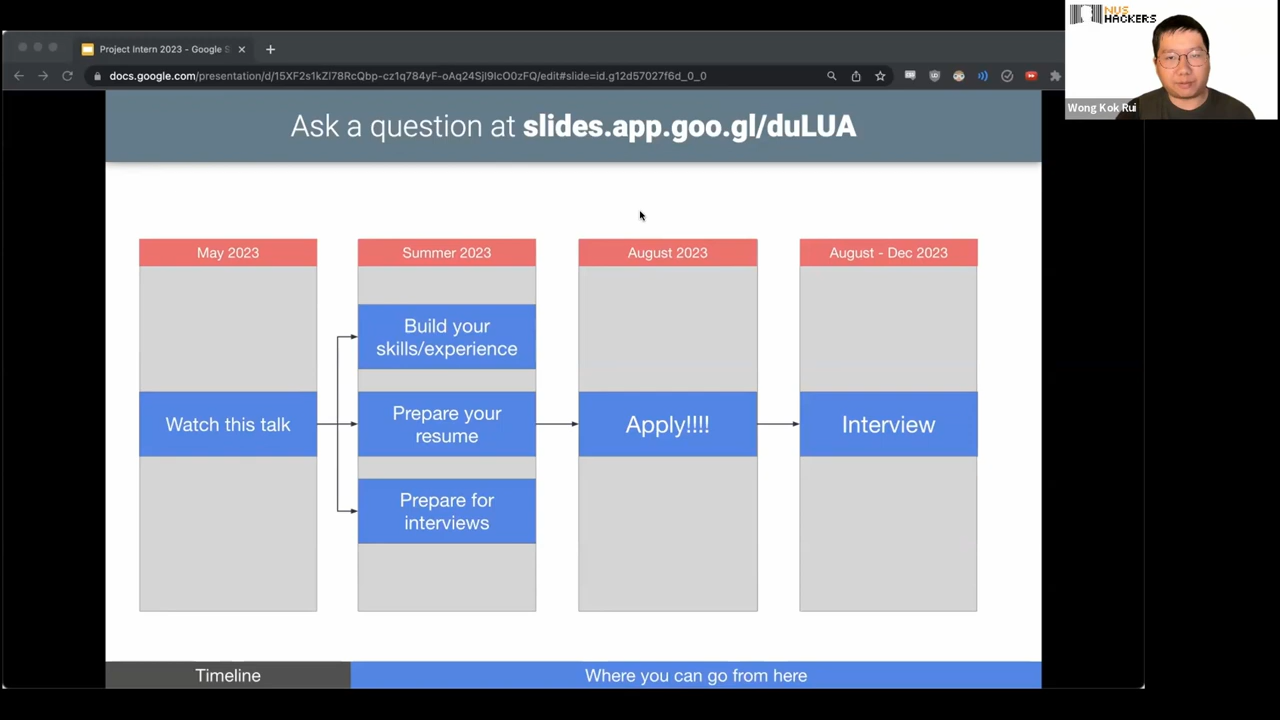 NUS
HACKERS
Wong Kok Rui
Project Intern 2023 - Google S
docs.google.com/presentation/d/15XF2s1kZl78RcQbp-cz1q784yF-oAq24SjI9IcO0zFQ/edit#slide=id.g12d57027f6d_0_0
Ask a question at slides.app.goo.gl/duLUA
May 2023
Summer 2023
August 2023
August - Dec 2023
Build your
skills/experience
Watch this talk
Prepare your
resume
Apply!!!!
Interview
Prepare for
interviews
Timeline
Where you can go from here